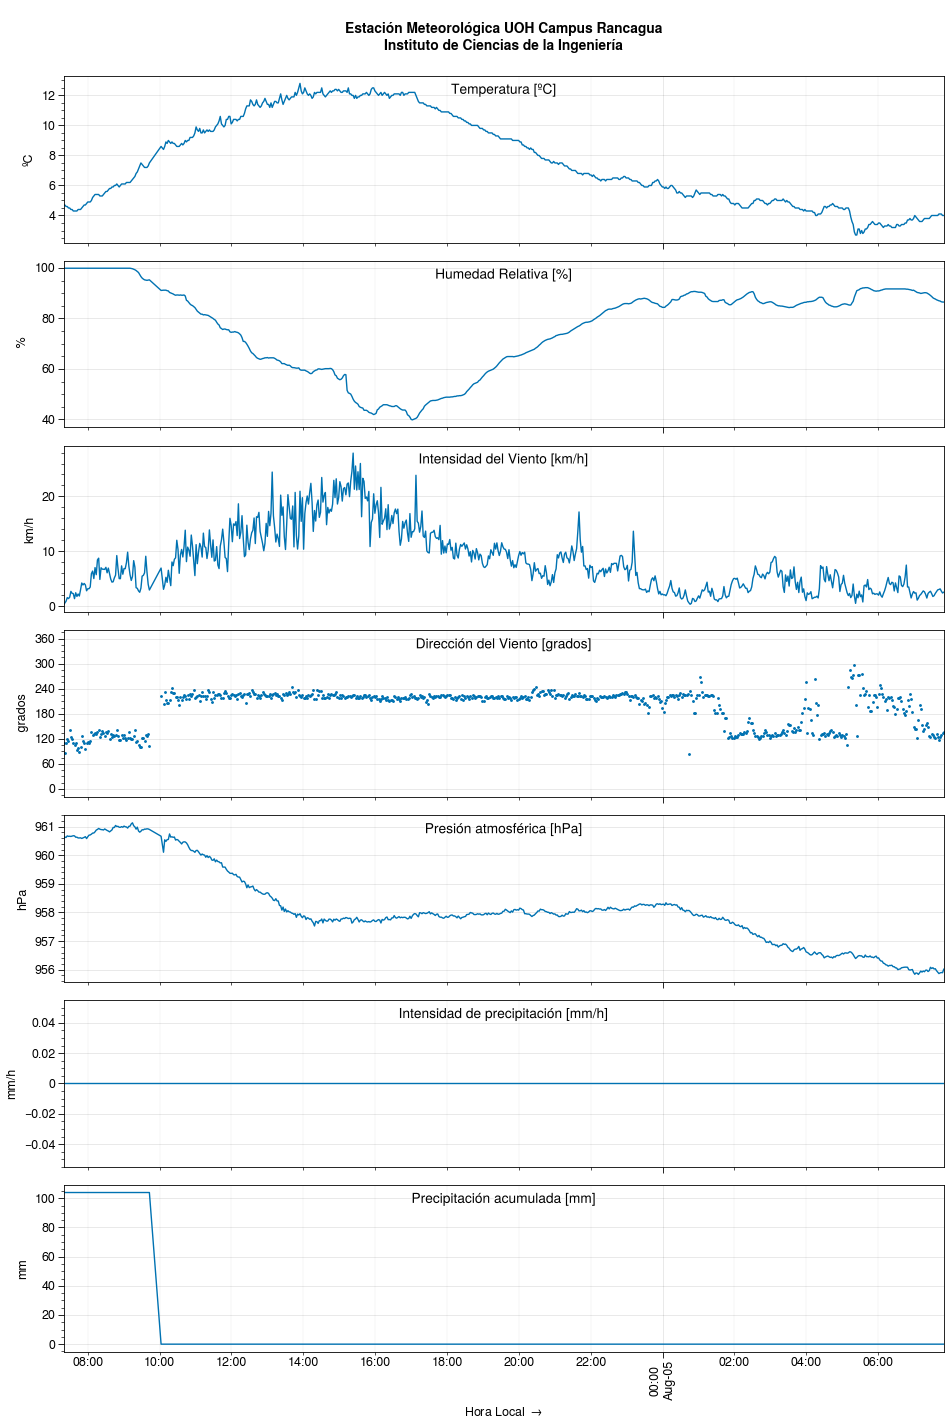 Estación Meteorológica UOH Campus Rancagua
Instituto de Ciencias de la Ingeniería
Temperatura [ºC]
ºC
12
10
8
6
4
Humedad Relativa [%]
%
100
80
60
40
Intensidad del Viento [km/h]
km/h
20
10
0
Dirección del Viento [grados]
grados
360
300
240
180
120
60
0
Presión atmosférica [hPa]
hPa
961
960
959
958
957
956
Intensidad de precipitación [mm/h]
mm/h
0.04
0.02
0
−0.02
−0.04
Precipitación acumulada [mm]
mm
100
80
60
40
20
0
08:00 10:00 12:00 14:00 16:00 18:00 20:00 22:00 00:00 02:00 04:00 06:00
Aug-05
Hora Local →